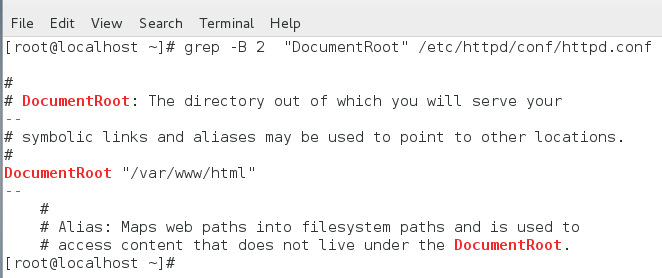 File Edit View Search Terminal Help
[root@localhost ~]# grep -B 2  "DocumentRoot" /etc/httpd/conf/httpd.conf

#
# DocumentRoot: The directory out of which you will serve your
--
# symbolic links and aliases may be used to point to other locations.
#
DocumentRoot "/var/www/html"
--
    #
    # Alias: Maps web paths into filesystem paths and is used to
    # access content that does not live under the DocumentRoot.
[root@localhost ~]#